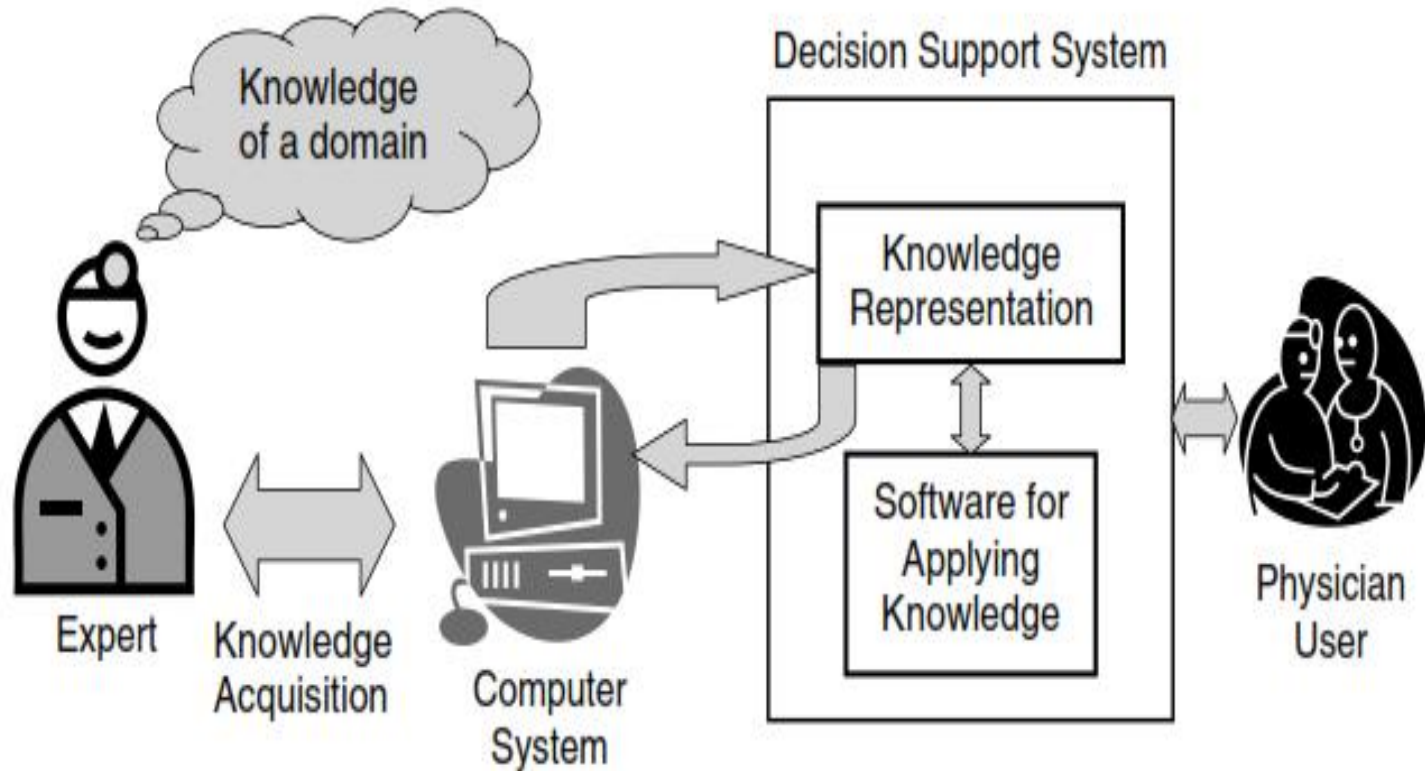 Knowledge
of a domain
Decision Support System
Knowledge
Representation
Software for
Applying
Knowledge
Expert
Knowledge
Acquisition
Computer
System
Physician
User